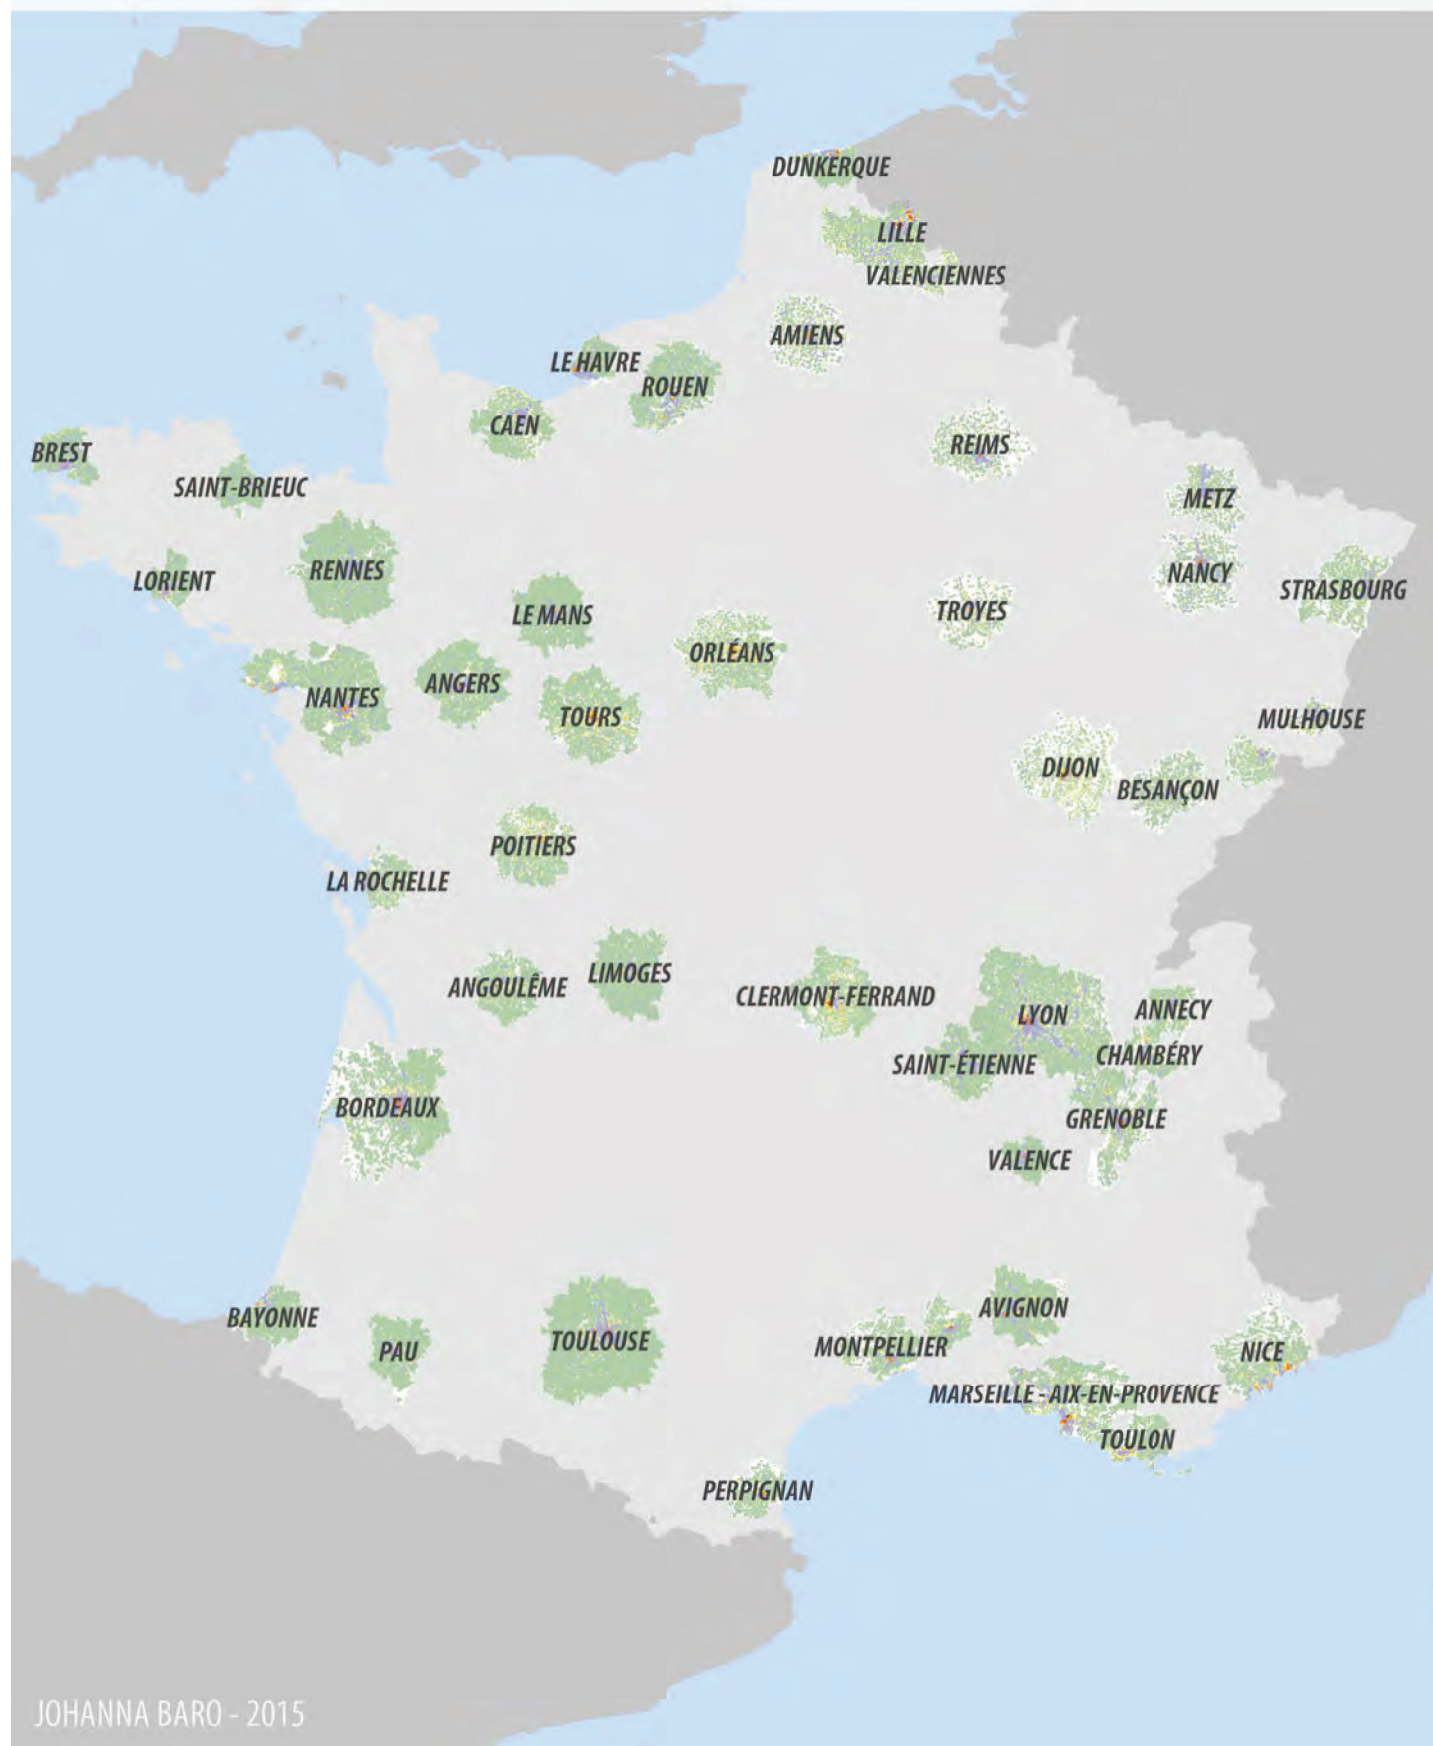 DUNKERQUE
LILLE
VALENCIENNES
AMIENS
LE HAVRE
ROUEN
CAEN
REIMS
BREST
SAINT-BRIEUC
METZ
RENNES
LORIENT
NANCY
STRASBOURG
LE MANS
TROYES
ORLÉANS
ANGERS
NANTES
TOURS
MULHOUSE
DIJON
BESANÇON
POITIERS
LA ROCHELLE
LIMOGES
ANGOULÊME
CLERMONT-FERRAND
LYON
ANNECY
CHAMBÉRY
SAINT-ÉTIENNE
BORDEAUX
GRENOBLE
VALENCE
AVIGNON
BAYONNE
TOULOUSE
MONTPELLIER
PAU
NICE
MARSEILLE - AIX-EN-PROVENCE
TOULON
PERPIGNAN
JOHANNA BARO - 2015